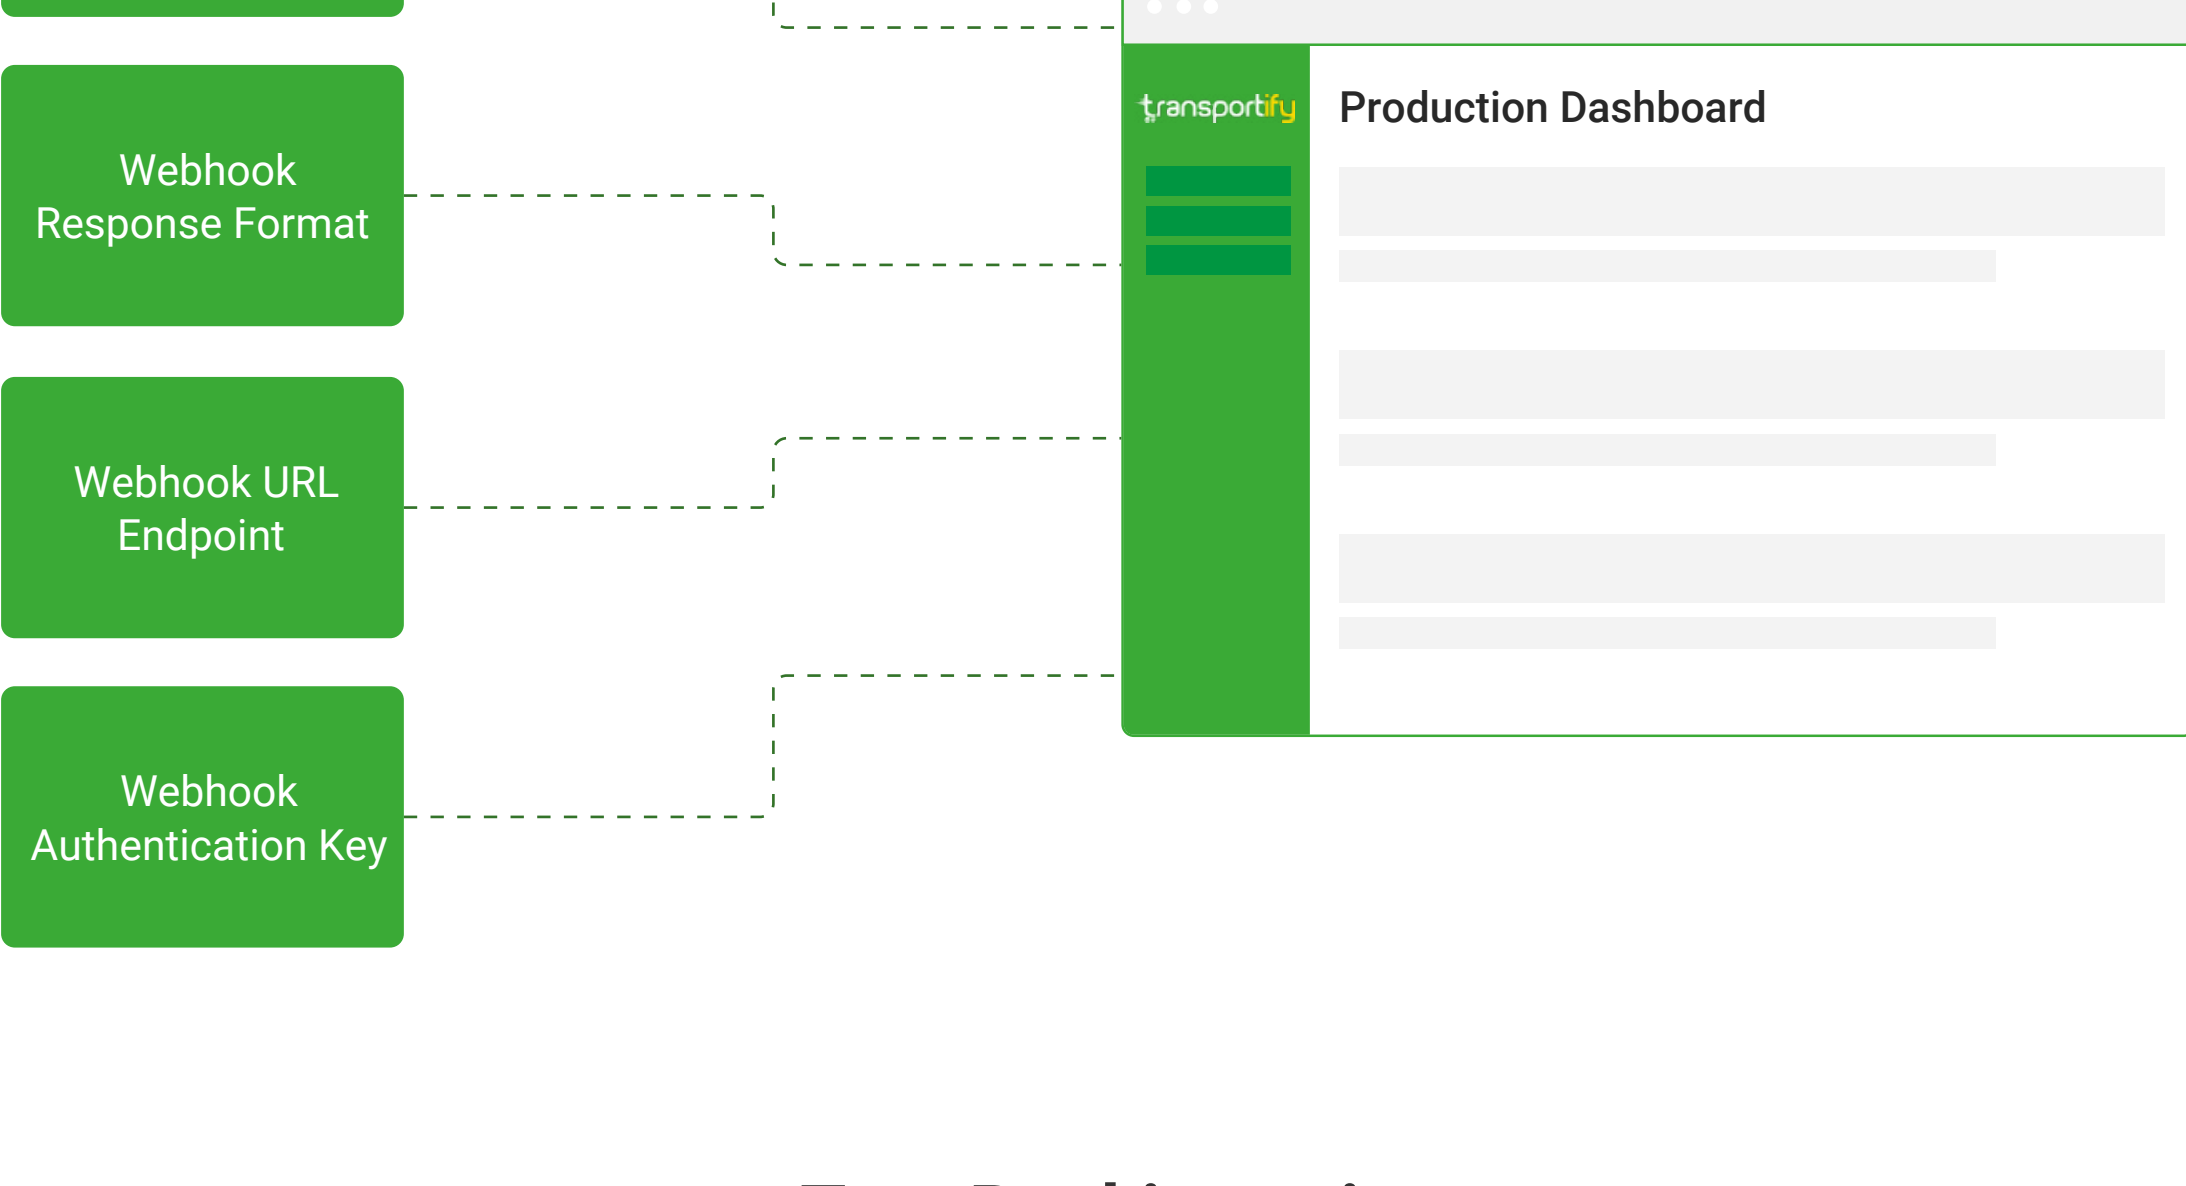 transportify
Production Dashboard
Webhook
Response Format
Webhook URL
Endpoint
Webhook
Authentication Key